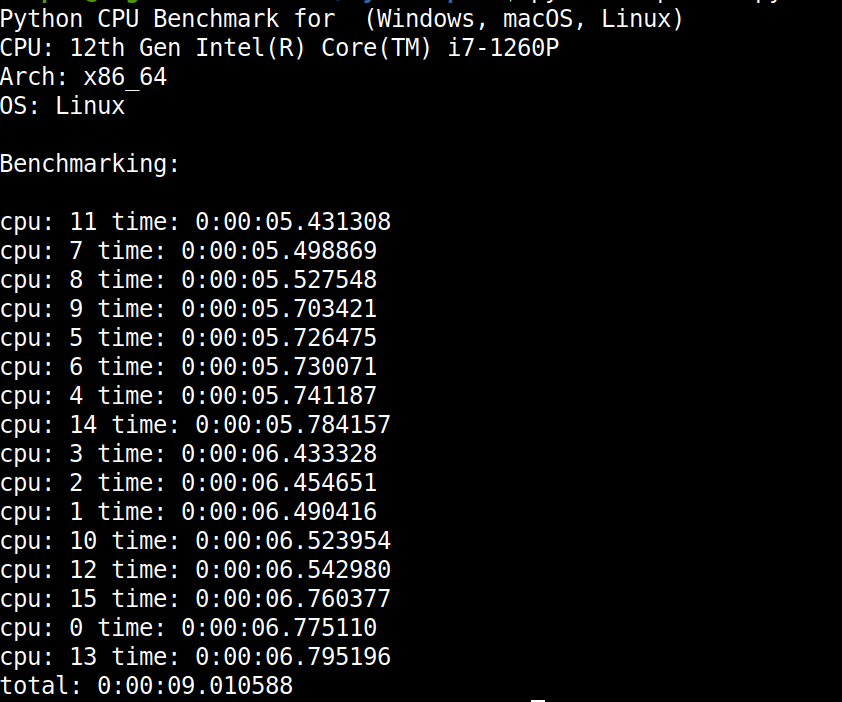 Python CPU Benchmark for  (Windows, macOS, Linux)
CPU: 12th Gen Intel(R) Core(TM) i7-1260P
Arch: x86_64
OS: Linux
Benchmarking:
cpu: 11 time: 0:00:05.431308
cpu: 7 time: 0:00:05.498869
cpu: 8 time: 0:00:05.527548
cpu: 9 time: 0:00:05.703421
cpu: 5 time: 0:00:05.726475
cpu: 6 time: 0:00:05.730071
cpu: 4 time: 0:00:05.741187
cpu: 14 time: 0:00:05.784157
cpu: 3 time: 0:00:06.433328
cpu: 2 time: 0:00:06.454651
cpu: 1 time: 0:00:06.490416
cpu: 10 time: 0:00:06.523954
cpu: 12 time: 0:00:06.542980
cpu: 15 time: 0:00:06.760377
cpu: 0 time: 0:00:06.775110
cpu: 13 time: 0:00:06.795196
total: 0:00:09.010588